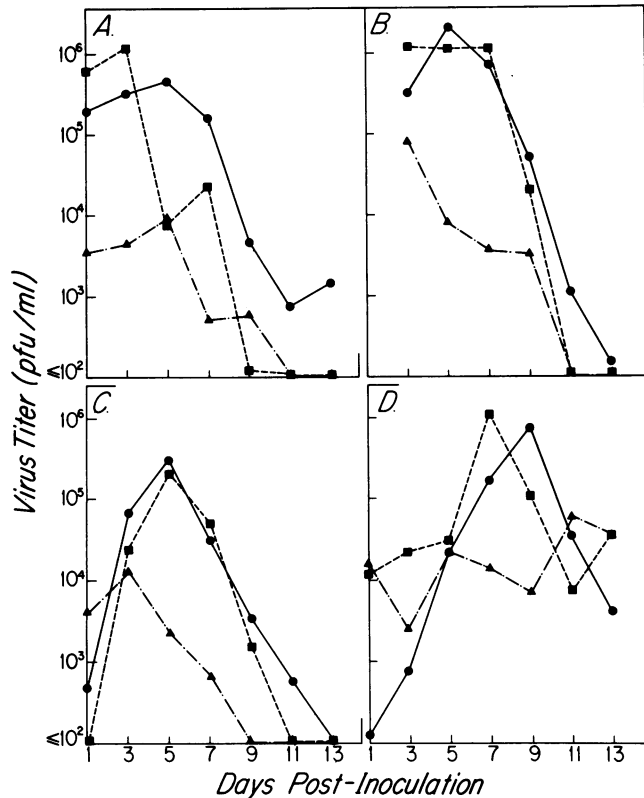 A.
B.
10⁶
10⁵
10⁴
10³
≤10²
C.
D.
10⁶
10⁵
10⁴
10³
≤10²
1 3 5 7 9 11 13
1 3 5 7 9 11 13
Virus Titer (pfu/ml)
Days Post-Inoculation